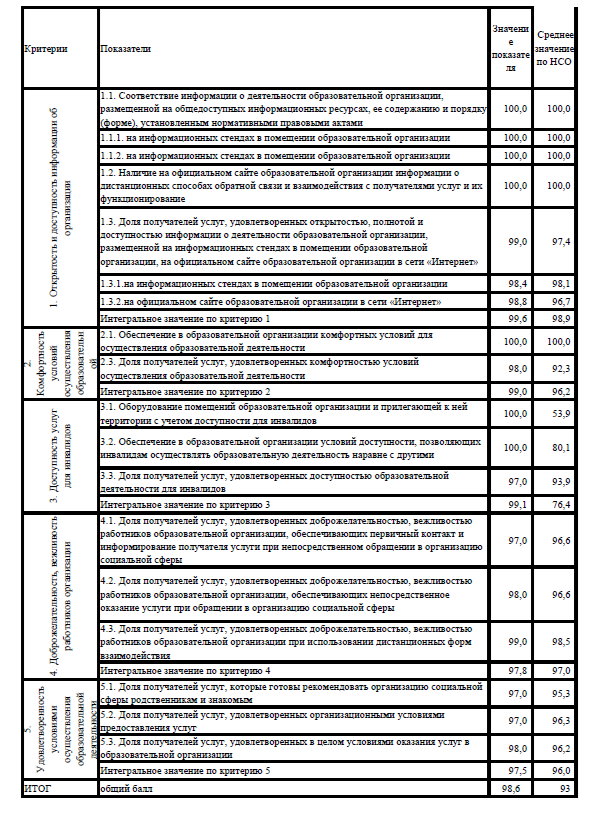 Критерии
Показатели
Значени
е
показате
ля
Среднее
значение
по НСО
1. Открытость и доступность информации об
организации
1.1. Соответствие информации о деятельности образовательной организации,
размещенной на общедоступных информационных ресурсах, ее содержанию и порядку
(форме), установленным нормативными правовыми актами
100,0
100,0
1.1.1. на информационных стендах в помещении образовательной организации
100,0
100,0
1.1.2. на информационных стендах в помещении образовательной организации
100,0
100,0
1.2. Наличие на официальном сайте образовательной организации информации о
дистанционных способах обратной связи и взаимодействия с получателями услуг и их
функционирование
100,0
100,0
1.3. Доля получателей услуг, удовлетворенных открытостью, полнотой и
доступностью информации о деятельности образовательной организации,
размещенной на информационных стендах в помещении образовательной
организации, на официальном сайте образовательной организации в сети «Интернет»
99,0
97,4
1.3.1.на информационных стендах в помещении образовательной организации
98,4
98,1
1.3.2.на официальном сайте образовательной организации в сети «Интернет»
98,8
96,7
Интегральное значение по критерию 1
99,6
98,9
2.
Комфортность
условий
осуществления
образовательн
ой
2.1. Обеспечение в образовательной организации комфортных условий для
осуществления образовательной деятельности
100,0
100,0
2.3. Доля получателей услуг, удовлетворенных комфортностью условий
осуществления образовательной деятельности
98,0
92,3
Интегральное значение по критерию 2
99,0
96,2
3. Доступность услуг
для инвалидов
3.1. Оборудование помещений образовательной организации и прилегающей к ней
территории с учетом доступности для инвалидов
100,0
53,9
3.2. Обеспечение в образовательной организации условий доступности, позволяющих
инвалидам осуществлять образовательную деятельность наравне с другими
100,0
80,1
3.3. Доля получателей услуг, удовлетворенных доступностью образовательной
деятельности для инвалидов
97,0
93,9
Интегральное значение по критерию 3
99,1
76,4
4. Доброжелательность, вежливость
работников организации
4.1. Доля получателей услуг, удовлетворенных доброжелательностью, вежливостью
работников образовательной организации, обеспечивающих первичный контакт и
информирование получателя услуги при непосредственном обращении в организацию
социальной сферы
97,0
96,6
4.2. Доля получателей услуг, удовлетворенных доброжелательностью, вежливостью
работников образовательной организации, обеспечивающих непосредственное
оказание услуги при обращении в организацию социальной сферы
98,0
96,6
4.3. Доля получателей услуг, удовлетворенных доброжелательностью, вежливостью
работников образовательной организации при использовании дистанционных форм
взаимодействия
99,0
98,5
Интегральное значение по критерию 4
97,8
97,0
5.
Удовлетворенность
условиями
осуществления
образовательной
деятельности
5.1. Доля получателей услуг, которые готовы рекомендовать организацию социальной
сферы родственникам и знакомым
97,0
95,3
5.2. Доля получателей услуг, удовлетворенных организационными условиями
предоставления услуг
97,0
96,3
5.3. Доля получателей услуг, удовлетворенных в целом условиями оказания услуг в
образовательной организации
98,0
96,2
Интегральное значение по критерию 5
97,5
96,0
ИТОГ
общий балл
98,6
93